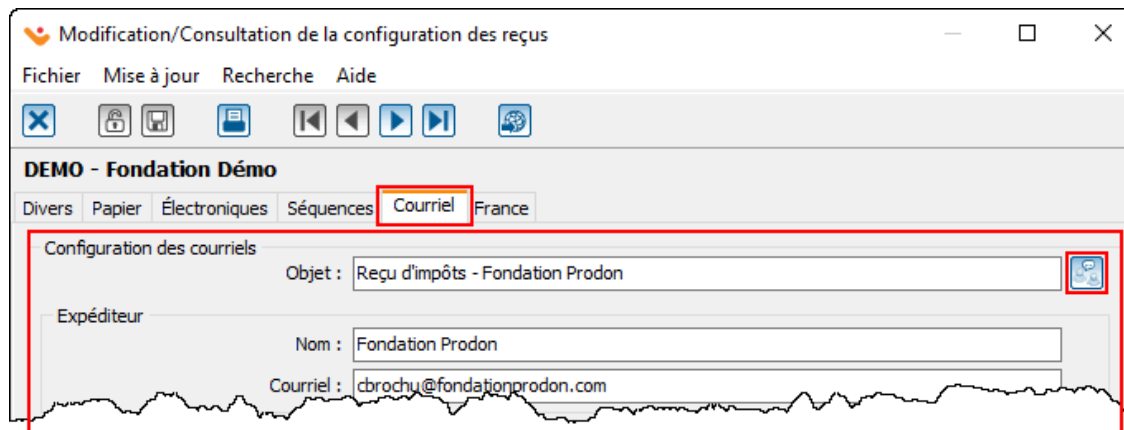 Modification/Consultation de la configuration des reçus
Fichier Mise à jour Recherche Aide
DEMO - Fondation Démo
Divers Papier Électroniques Séquences Courriel France
Configuration des courriels
Objet : Reçu d'impôts - Fondation Prodon
Expéditeur
Nom : Fondation Prodon
Courriel : cbrochu@fondationprodon.com